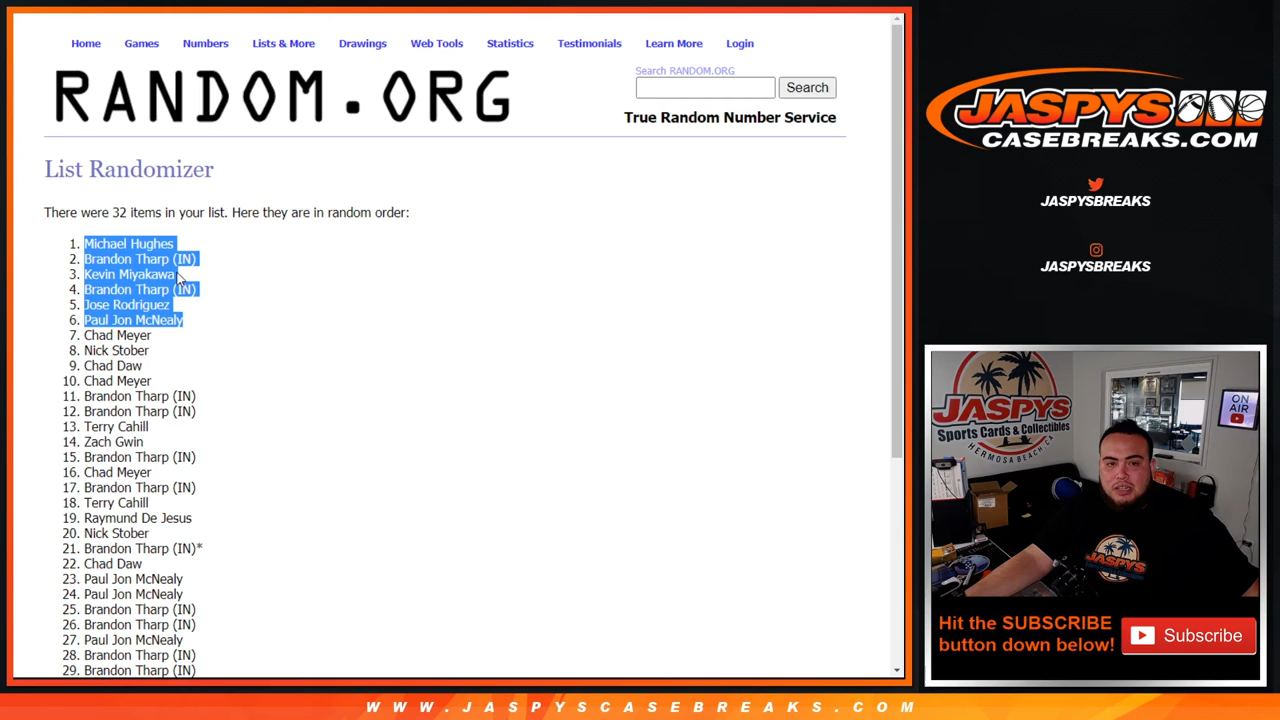 Home Games Numbers Lists & More Drawings Web Tools Statistics Testimonials Learn More Login
RANDOM.ORG
Search RANDOM.ORG
Search
True Random Number Service
List Randomizer
There were 32 items in your list. Here they are in random order:
1. Michael Hughes
2. Brandon Tharp (IN)
3. Kevin Miyakawa
4. Brandon Tharp (IN)
5. Jose Rodriguez
6. Paul Jon McNealy
7. Chad Meyer
8. Nick Stober
9. Chad Daw
10. Chad Meyer
11. Brandon Tharp (IN)
12. Brandon Tharp (IN)
13. Terry Cahill
14. Zach Gwin
15. Brandon Tharp (IN)
16. Chad Meyer
17. Brandon Tharp (IN)
18. Terry Cahill
19. Raymund De Jesus
20. Nick Stober
21. Brandon Tharp (IN)*
22. Chad Daw
23. Paul Jon McNealy
24. Paul Jon McNealy
25. Brandon Tharp (IN)
26. Brandon Tharp (IN)
27. Paul Jon McNealy
28. Brandon Tharp (IN)
29. Brandon Tharp (IN)
JASPYS
CASEBREAKS.COM
JASPYSBREAKS
JASPYSBREAKS
JASPYS
Sports Cards & Collectibles
HERMOSA BEACH, CA
ON
AIR
JASPYS
Hit the SUBSCRIBE
button down below!
Subscribe
WWW.JASPYSCASEBREAKS.COM